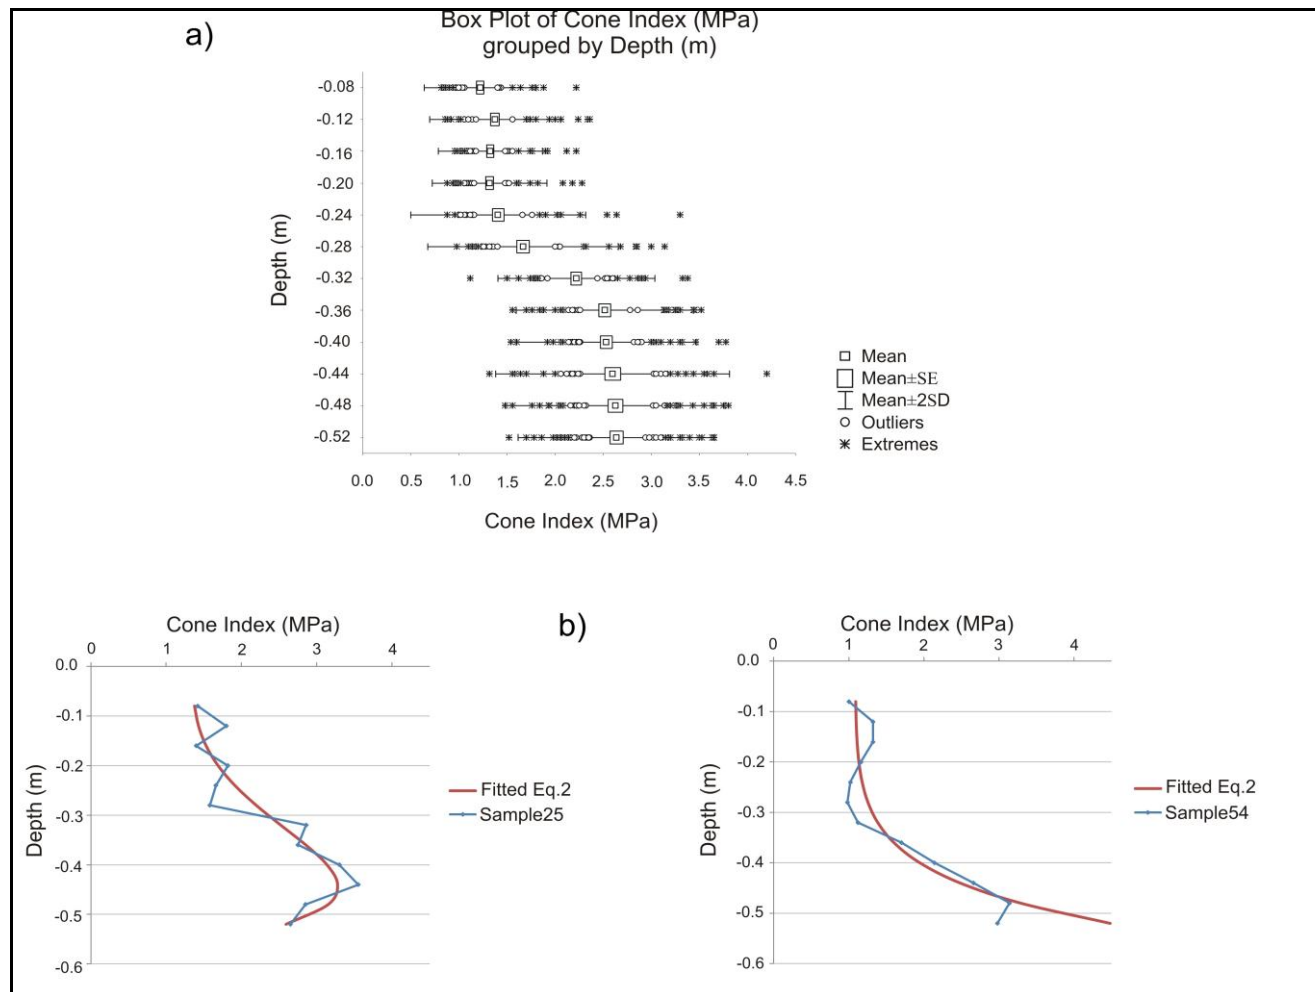 a)
Box Plot of Cone Index (MPa)
grouped by Depth (m)
Depth (m)
-0.08
-0.12
-0.16
-0.20
-0.24
-0.28
-0.32
-0.36
-0.40
-0.44
-0.48
-0.52
0.0 0.5 1.0 1.5 2.0 2.5 3.0 3.5 4.0 4.5
Cone Index (MPa)
Mean
Mean±SE
Mean±2SD
Outliers
Extremes
b)
Cone Index (MPa)
0 1 2 3 4
Depth (m)
0.0
-0.1
-0.2
-0.3
-0.4
-0.5
-0.6
Fitted Eq.2
Sample25
Cone Index (MPa)
0 1 2 3 4
Depth (m)
0.0
-0.1
-0.2
-0.3
-0.4
-0.5
-0.6
Fitted Eq.2
Sample54